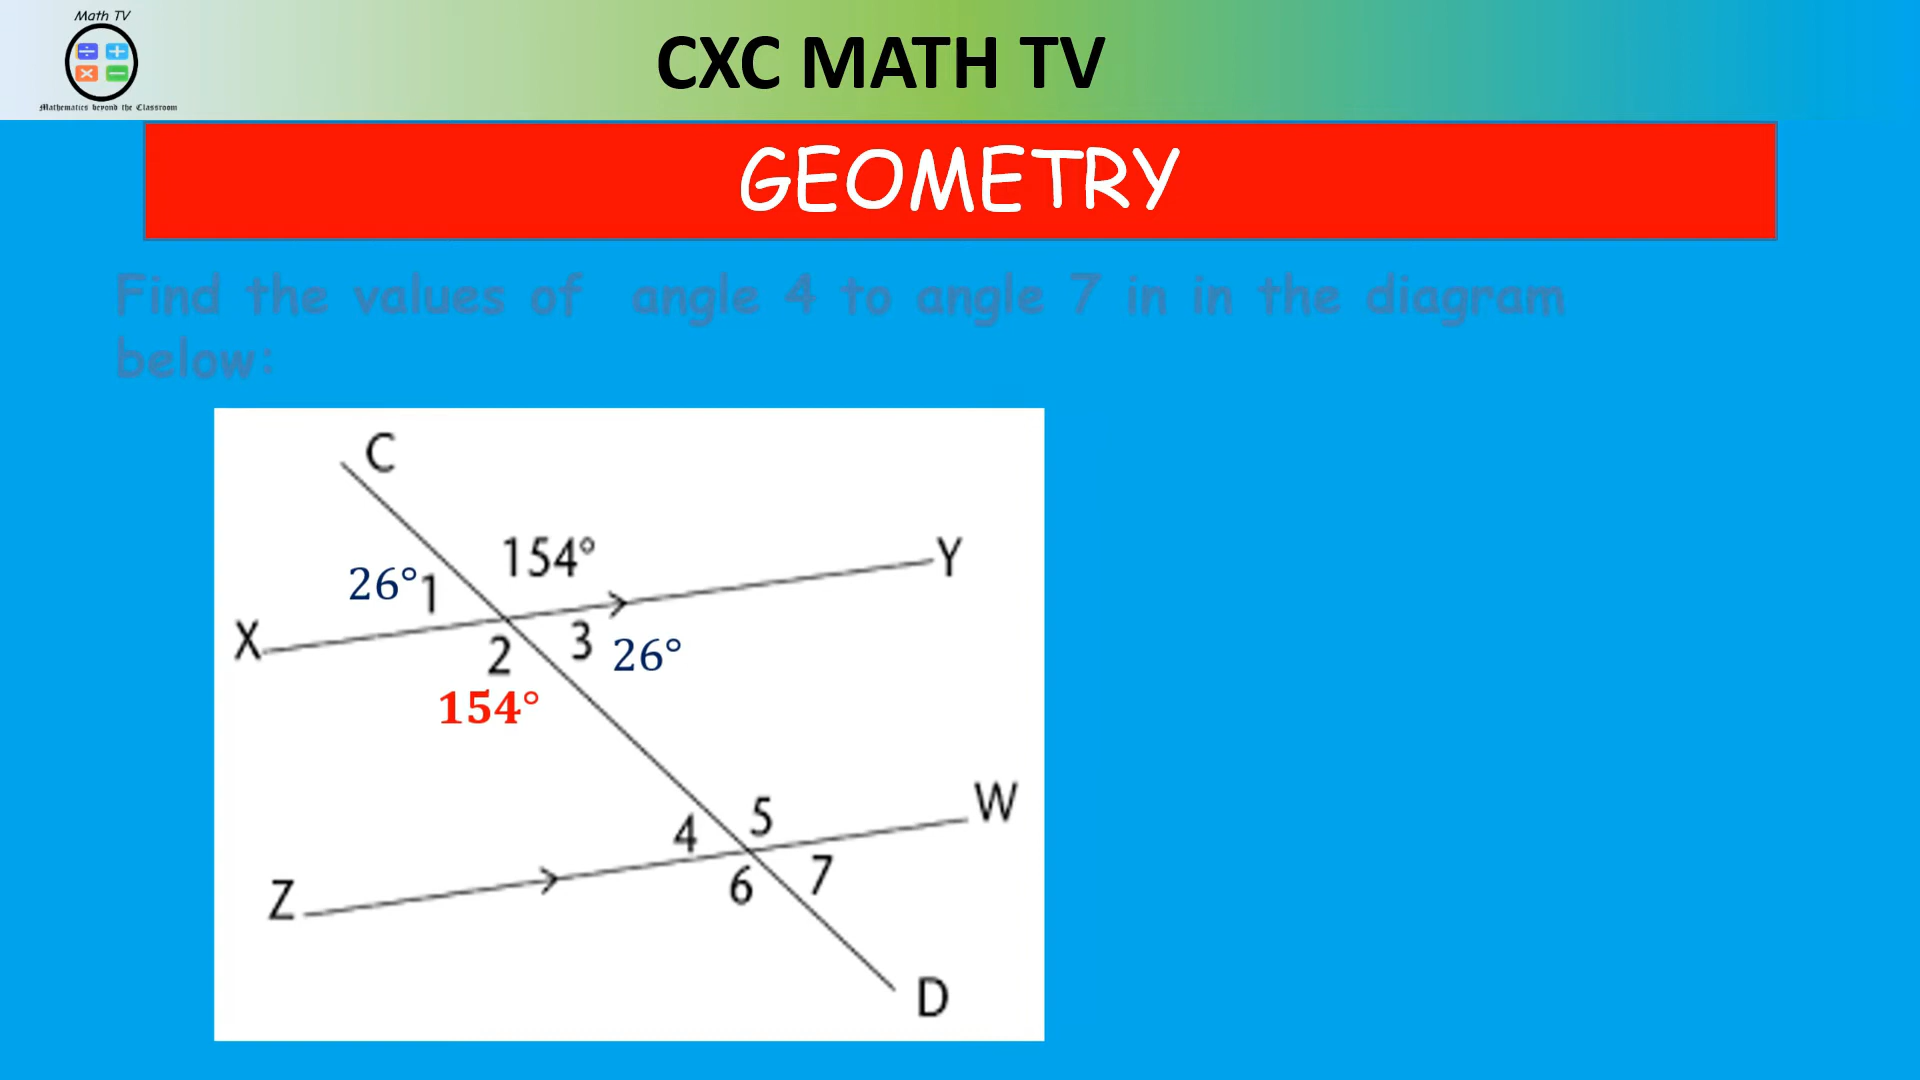 Math TV
Mathematics beyond the Classroom
CXC MATH TV
GEOMETRY
Find the values of angle 4 to angle 7 in in the diagram
below:
C
154°
Y
26° 1
X
2
3 26°
154°
5
W
4
Z
6
7
D